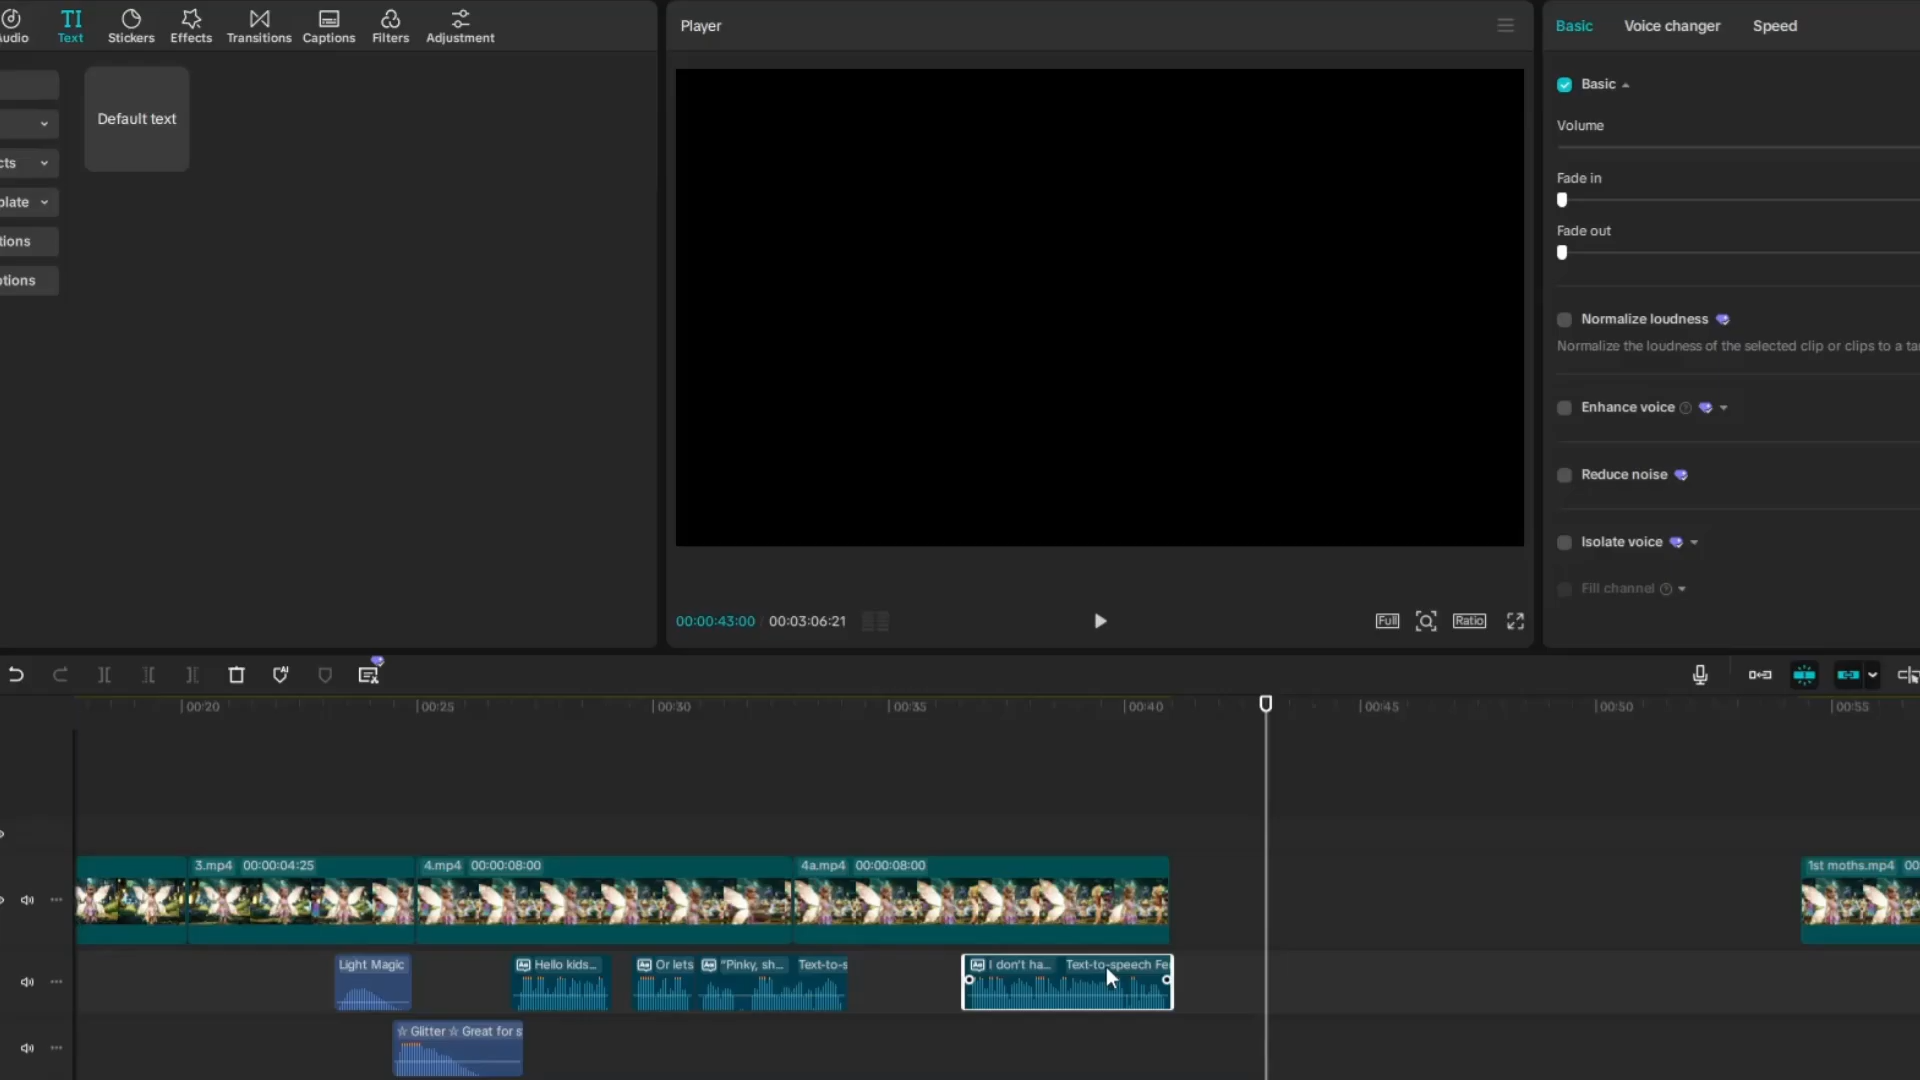 Audio
TI
Text
Stickers
Effects
Transitions
Captions
Filters
Adjustment
Player
Basic
Voice changer
Speed
Default text
cts
plate
tions
ptions
Basic
Volume
Fade in
Fade out
Normalize loudness
Normalize the loudness of the selected clip or clips to a ta
Enhance voice
Reduce noise
Isolate voice
Fill channel
00:00:43:00 / 00:03:06:21
Full
Ratio
00:20
00:25
00:30
00:35
00:40
00:45
00:50
00:55
3.mp4 00:00:04:25
4.mp4 00:00:08:00
4a.mp4 00:00:08:00
1st moths.mp4 00
Light Magic
Hello kids...
Or lets
"Pinky, sh... Text-to-s
I don't ha... Text-to-speech Fe
☆ Glitter ☆ Great for s